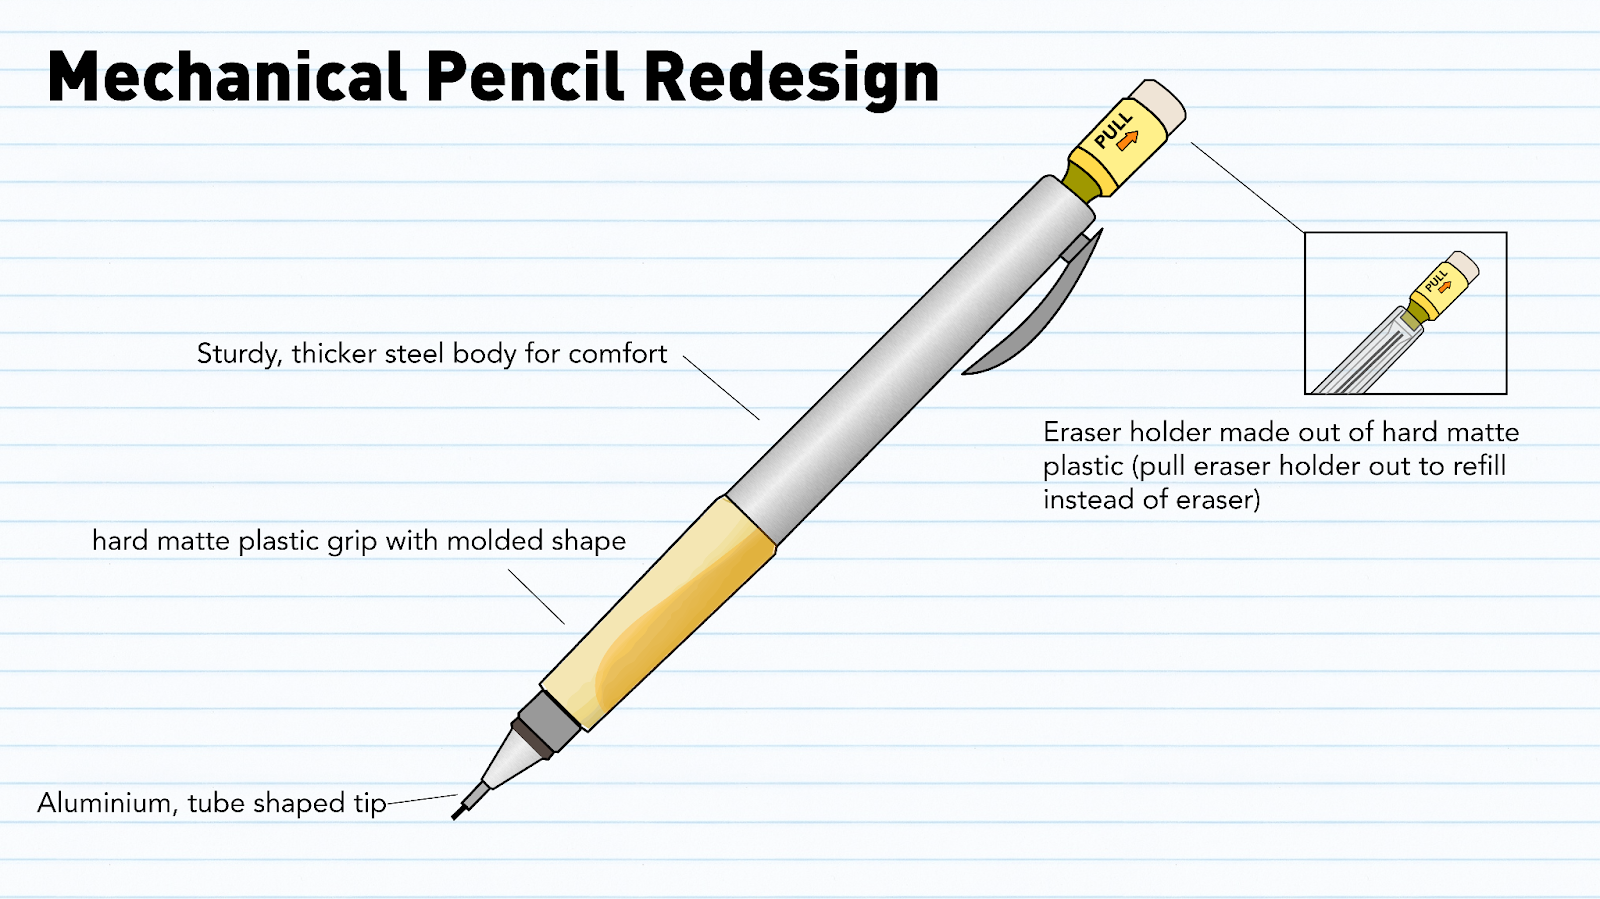 Mechanical Pencil Redesign
PULL
PULL
Sturdy, thicker steel body for comfort
Eraser holder made out of hard matte
plastic (pull eraser holder out to refill
instead of eraser)
hard matte plastic grip with molded shape
Aluminium, tube shaped tip